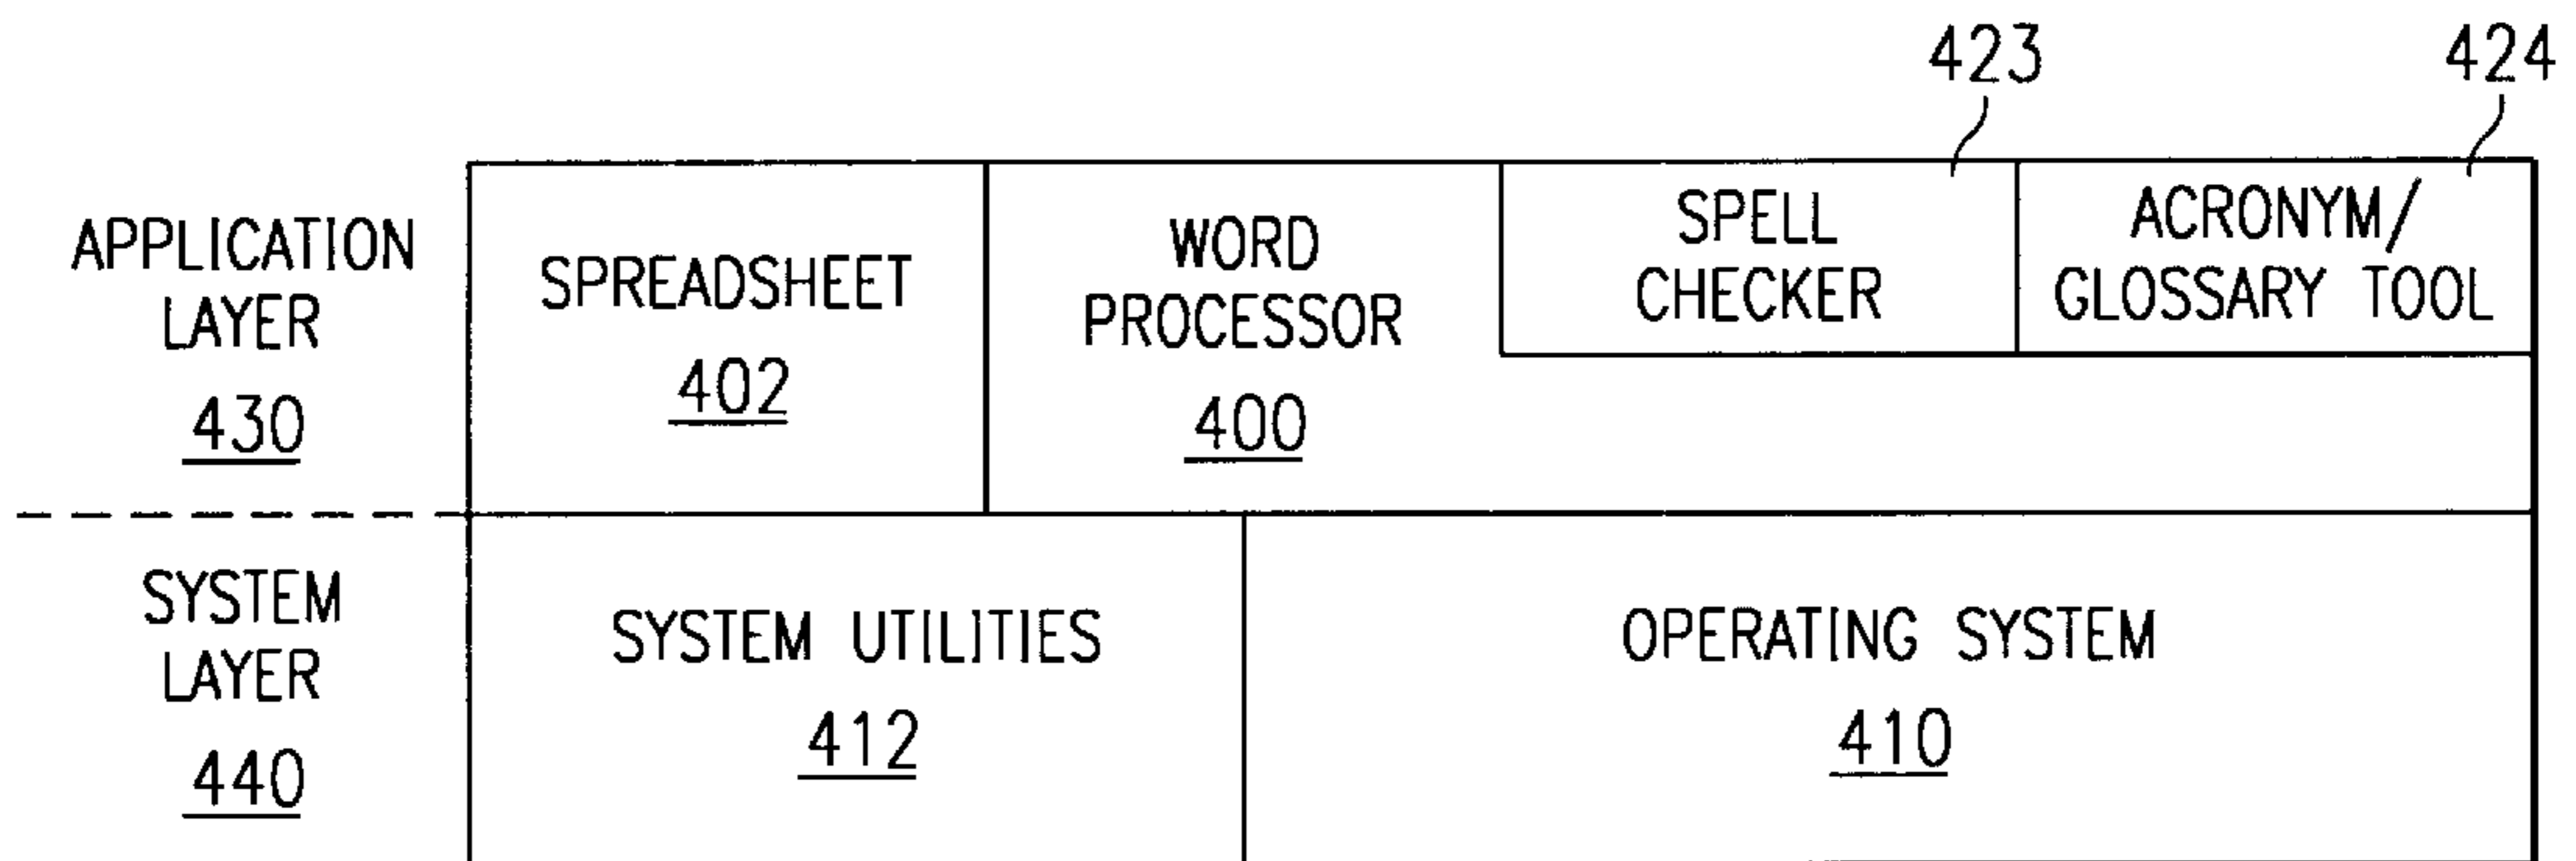 423
424
APPLICATION
LAYER
430
SPREADSHEET
402
WORD
PROCESSOR
400
SPELL
CHECKER
ACRONYM/
GLOSSARY TOOL
SYSTEM
LAYER
440
SYSTEM UTILITIES
412
OPERATING SYSTEM
410